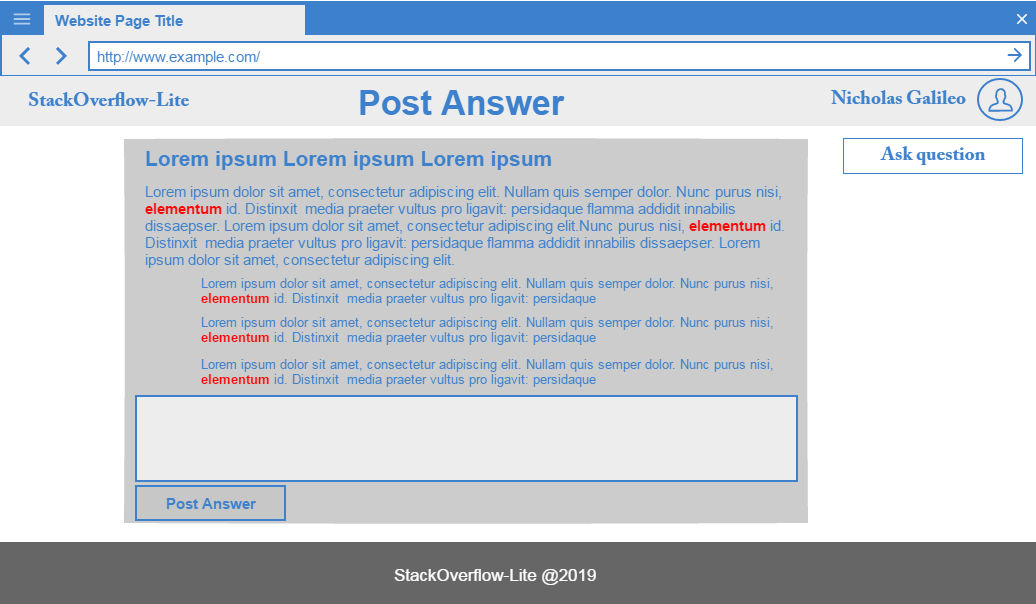 Website Page Title
http://www.example.com/
StackOverflow-Lite
Post Answer
Nicholas Galileo
Ask question
Lorem ipsum Lorem ipsum Lorem ipsum
Lorem ipsum dolor sit amet, consectetur adipiscing elit. Nullam quis semper dolor. Nunc purus nisi,
elementum id. Distinxit  media praeter vultus pro ligavit: persidaque flamma addidit innabilis
dissaepser. Lorem ipsum dolor sit amet, consectetur adipiscing elit.Nunc purus nisi, elementum id.
Distinxit  media praeter vultus pro ligavit: persidaque flamma addidit innabilis dissaepser. Lorem
ipsum dolor sit amet, consectetur adipiscing elit.
Lorem ipsum dolor sit amet, consectetur adipiscing elit. Nullam quis semper dolor. Nunc purus nisi,
elementum id. Distinxit  media praeter vultus pro ligavit: persidaque
Lorem ipsum dolor sit amet, consectetur adipiscing elit. Nullam quis semper dolor. Nunc purus nisi,
elementum id. Distinxit  media praeter vultus pro ligavit: persidaque
Lorem ipsum dolor sit amet, consectetur adipiscing elit. Nullam quis semper dolor. Nunc purus nisi,
elementum id. Distinxit  media praeter vultus pro ligavit: persidaque
Post Answer
StackOverflow-Lite @2019